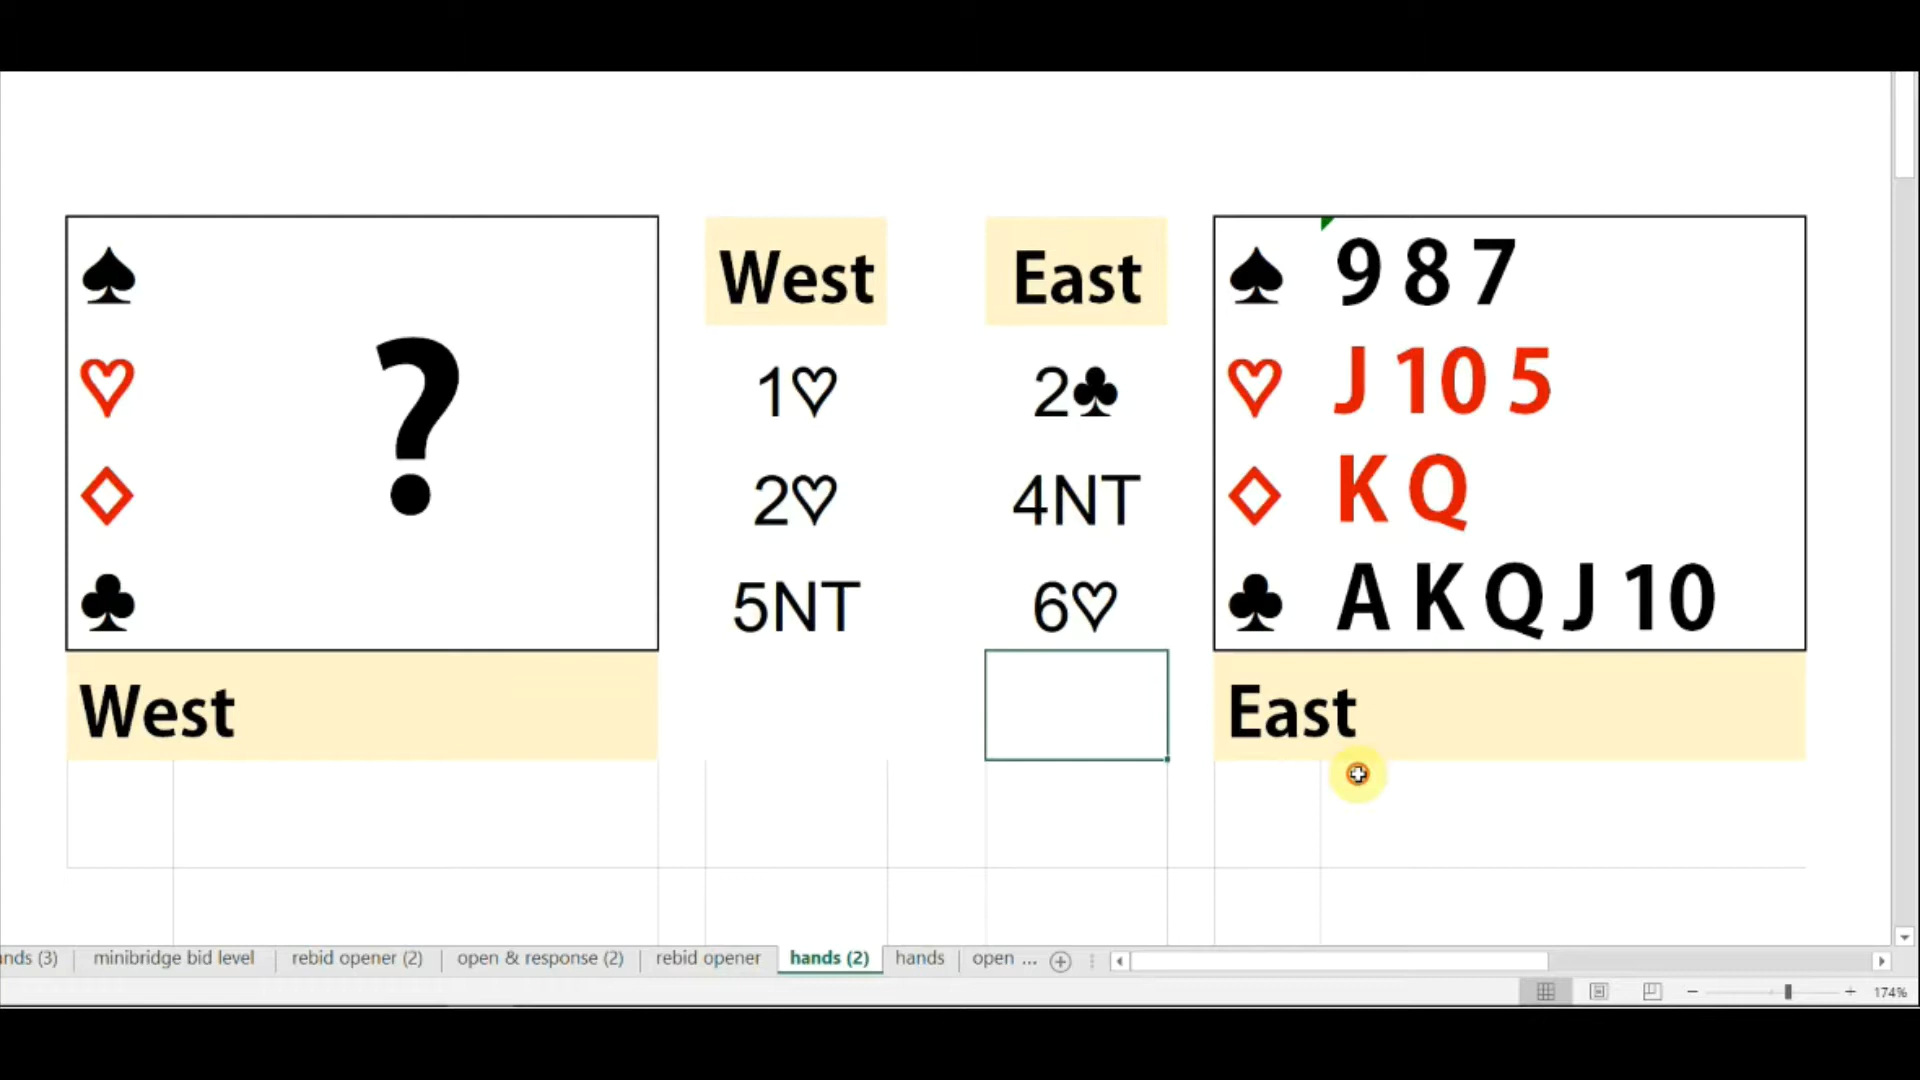 West East
♠ ♠ 9 8 7
♥ ? 1♡ 2♣ ♥ J 10 5
♦ 2♡ 4NT ♦ K Q
♣ 5NT 6♡ ♣ A K Q J 10
West East
nds (3) minibridge bid level rebid opener (2) open & response (2) rebid opener hands (2) hands open ...
174%